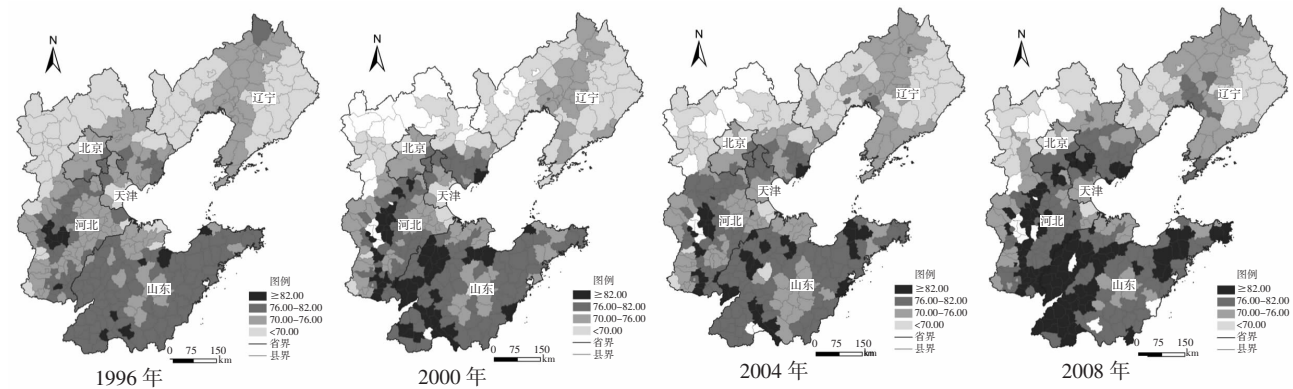 N
辽宁
北京
天津
河北
山东
图例
≥82.00
76.00-82.00
70.00-76.00
<70.00
省界
县界
0 75 150
km
1996 年
N
辽宁
北京
天津
河北
山东
图例
≥82.00
76.00-82.00
70.00-76.00
<70.00
省界
县界
0 75 150
km
2000 年
N
辽宁
北京
天津
河北
山东
图例
≥82.00
76.00-82.00
70.00-76.00
<70.00
省界
县界
0 75 150
km
2004 年
N
辽宁
北京
天津
河北
山东
图例
≥82.00
76.00-82.00
70.00-76.00
<70.00
省界
县界
0 75 150
km
2008 年